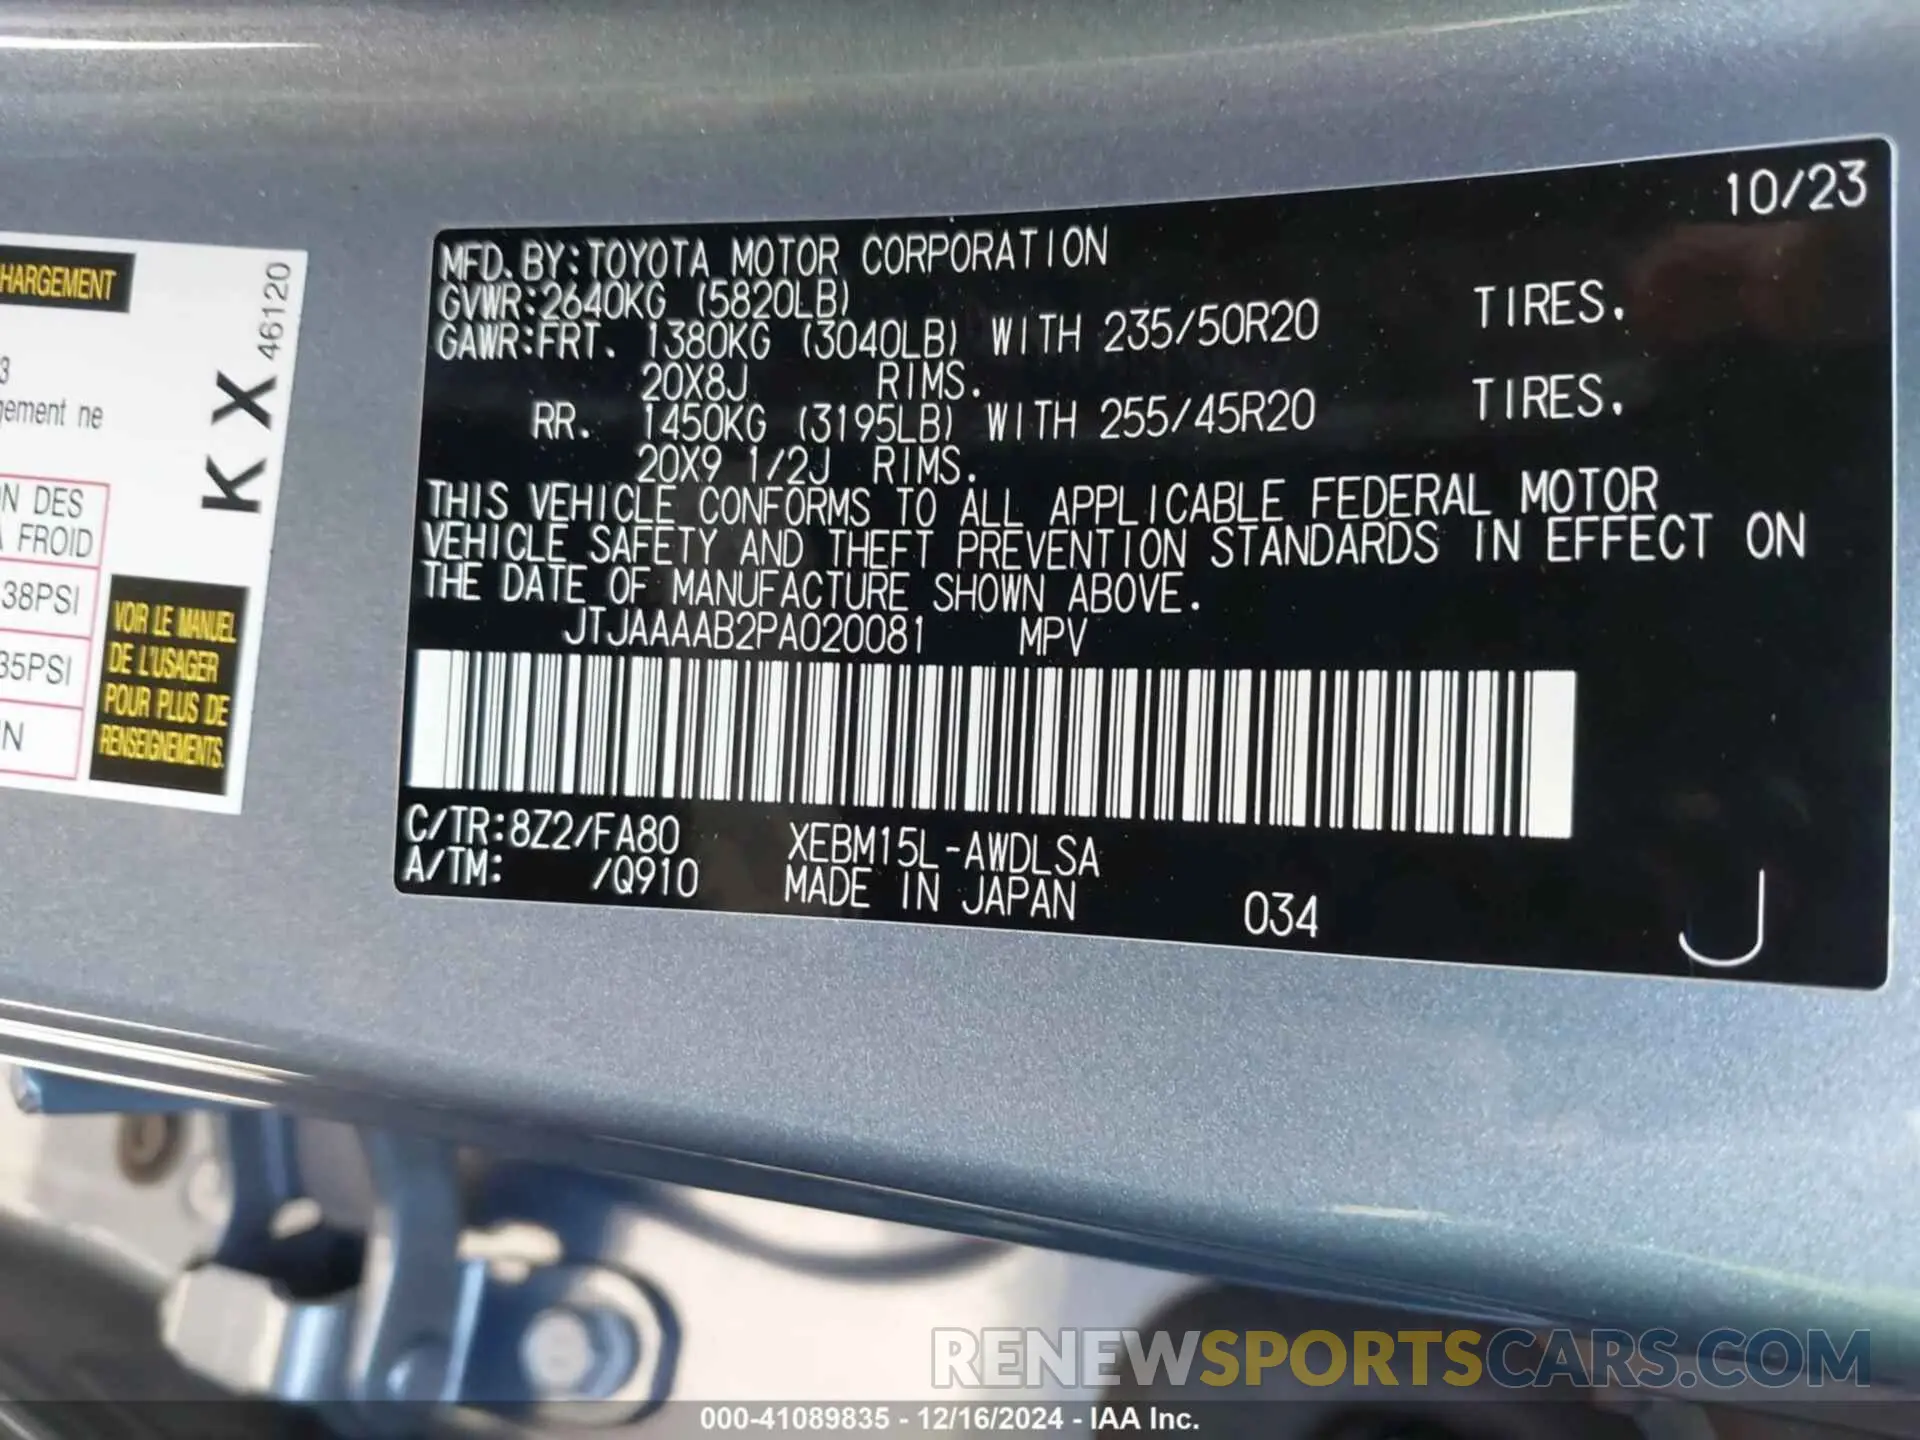 HARGEMENT
KX
46120
3
gement ne
N DES
A FROID
38PSI
35PSI
N
VOIR LE MANUEL
DE L'USAGER
POUR PLUS DE
RENSEIGNEMENTS.
10/23
MFD.BY:TOYOTA MOTOR CORPORATION
GVWR:2640KG (5820LB)
GAWR:FRT. 1380KG (3040LB) WITH 235/50R20 TIRES.
20X8J RIMS.
RR. 1450KG (3195LB) WITH 255/45R20 TIRES.
20X9 1/2J RIMS.
THIS VEHICLE CONFORMS TO ALL APPLICABLE FEDERAL MOTOR
VEHICLE SAFETY AND THEFT PREVENTION STANDARDS IN EFFECT ON
THE DATE OF MANUFACTURE SHOWN ABOVE.
JTJAAAAB2PA020081 MPV
C/TR:8Z2/FA80 XEBM15L-AWDLSA
A/TM: /Q910 MADE IN JAPAN 034
J
RENEWSPORTSCARS.COM
000-41089835 - 12/16/2024 - IAA Inc.